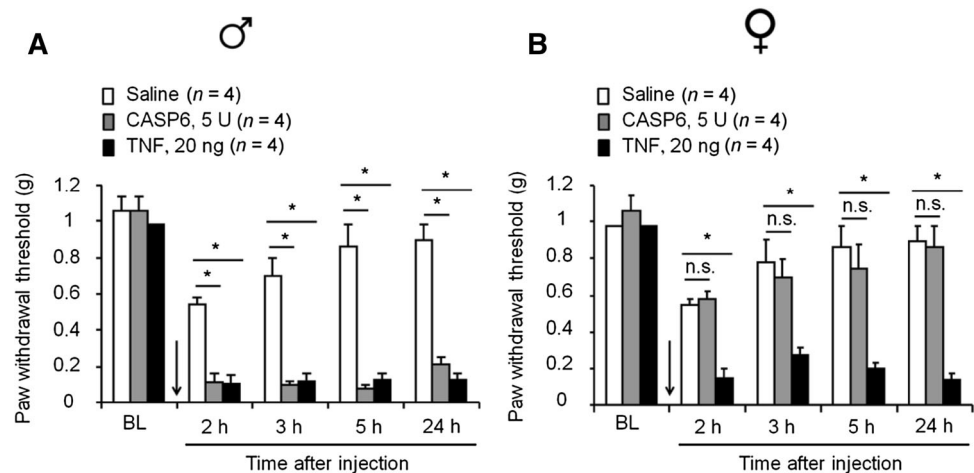 A ♂
Saline (n = 4)
CASP6, 5 U (n = 4)
TNF, 20 ng (n = 4)
Paw withdrawal threshold (g)
1.2
1
0.8
0.6
0.4
0.2
0
* * * * * * * *
BL 2 h 3 h 5 h 24 h
Time after injection
B ♀
Saline (n = 4)
CASP6, 5 U (n = 4)
TNF, 20 ng (n = 4)
Paw withdrawal threshold (g)
1.2
1
0.8
0.6
0.4
0.2
0
* * * *
n.s. n.s. n.s. n.s.
BL 2 h 3 h 5 h 24 h
Time after injection